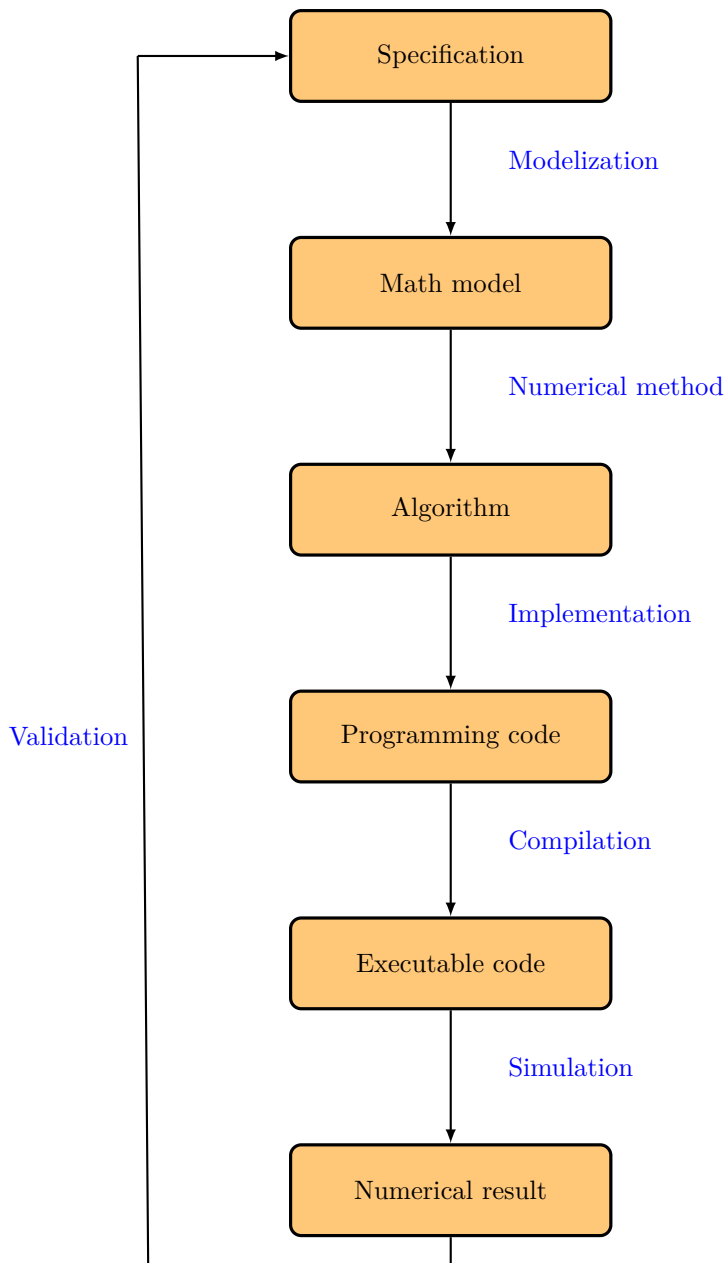 Specification
Modelization
Math model
Numerical method
Algorithm
Implementation
Programming code
Validation
Compilation
Executable code
Simulation
Numerical result